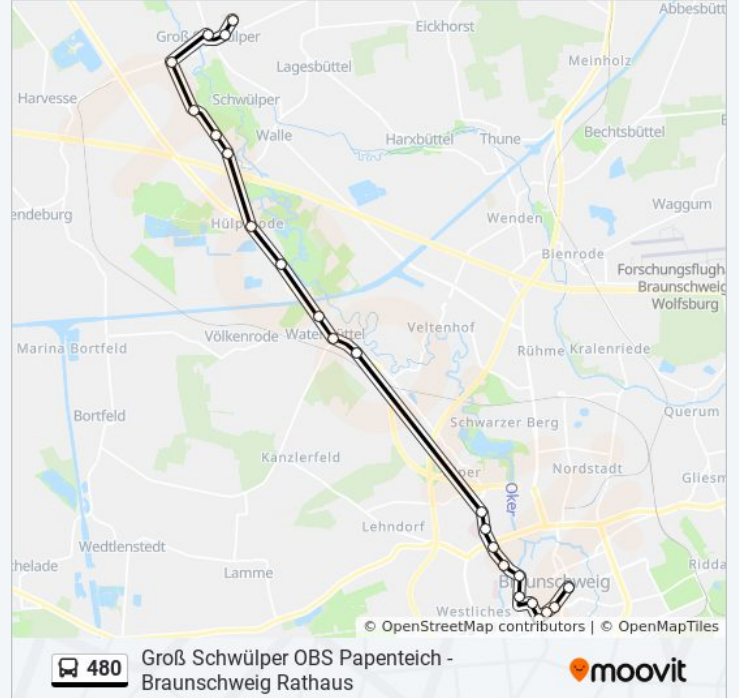 Abbesbütt
Eickhorst
Groß Schwülper
Meinholz
Lagesbüttel
Harvesse
Schwülper
Bechtsbüttel
Walle
Harxbüttel
Thune
endeburg
Waggum
Wenden
Hülperode
Bienrode
Forschungsflugh
Braunschweig
Wolfsburg
Veltenhof
Völkenrode
Watenbüttel
Marina Bortfeld
Rühme
Kralenriede
Bortfeld
Querum
Schwarzer Berg
Kanzlerfeld
Nordstadt
Gliesm
Oker
Lehndorf
Wedtlenstedt
helade
Ridda
Lamme
Braunschweig
Westliches
© OpenStreetMap contributors | © OpenMapTiles
480
Groß Schwülper OBS Papenteich -
Braunschweig Rathaus
moovit